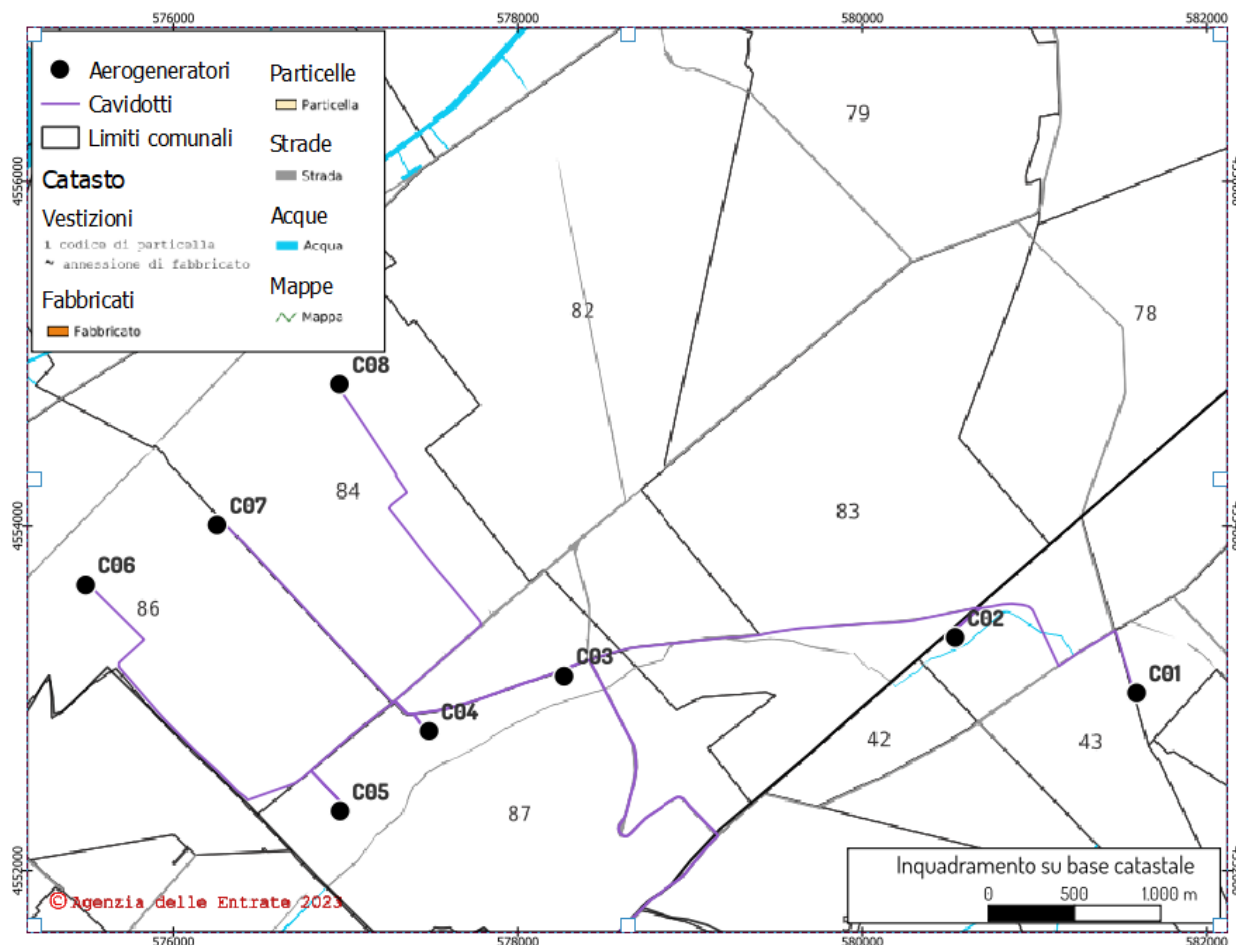 576000 578000 580000 582000
Aerogeneratori
Cavidotti
Limiti comunali
Catasto
Vestizioni
1 codice di particella
~ annessione di fabbricato
Fabbricati
Fabbricato
Particelle
Particella
Strade
Strada
Acque
Acqua
Mappe
Mappa
79
4556000
82
78
C08
84
83
C07
4554000
C06
86
C02
C03
C01
C04
42
43
C05
87
4552000
Inquadramento su base catastale
0 500 1.000 m
©Agenzia delle Entrate 2023
576000 578000 580000 582000